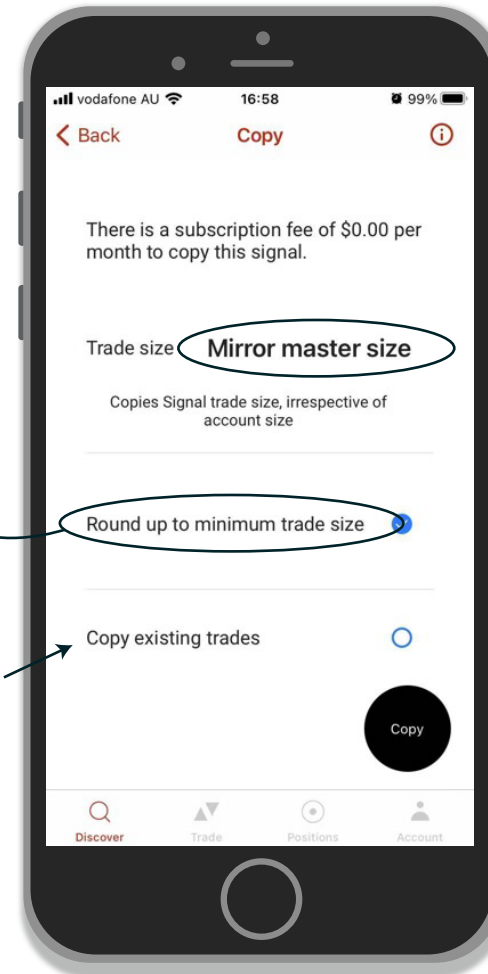 vodafone AU 16:58 99%
Back Copy
There is a subscription fee of $0.00 per
month to copy this signal.
Trade size Mirror master size
Copies Signal trade size, irrespective of
account size
Round up to minimum trade size
Copy existing trades
Copy
Discover Trade Positions Account